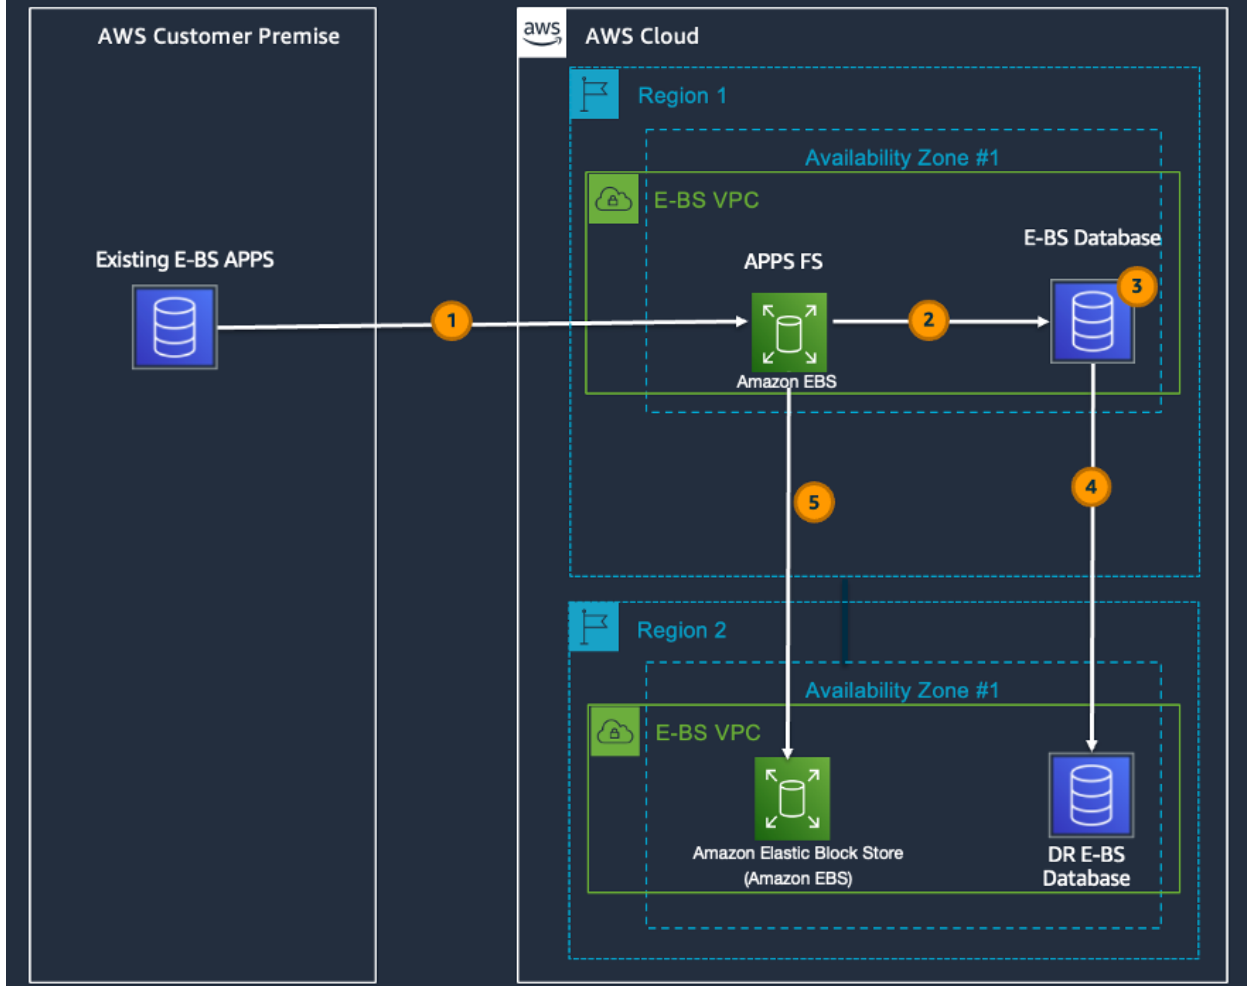 AWS Customer Premise
aws
AWS Cloud
Region 1
Availability Zone #1
E-BS VPC
E-BS Database
Existing E-BS APPS
APPS FS
3
1
2
Amazon EBS
4
5
Region 2
Availability Zone #1
E-BS VPC
Amazon Elastic Block Store
(Amazon EBS)
DR E-BS
Database